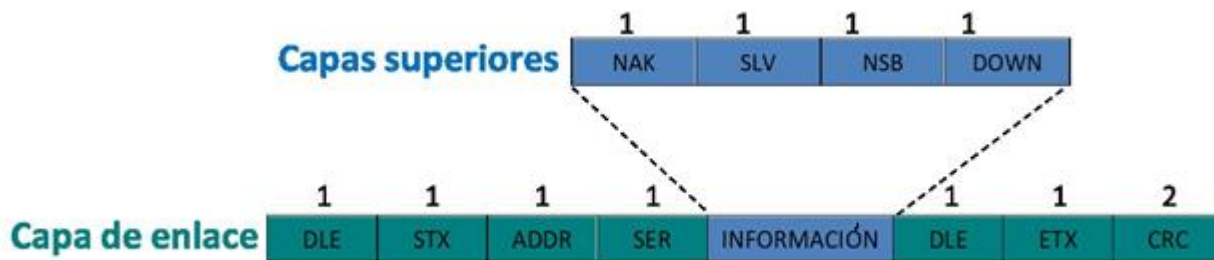 1 1 1 1
Capas superiores NAK SLV NSB DOWN
1 1 1 1 1 1 2
Capa de enlace DLE STX ADDR SER INFORMACIÓN DLE ETX CRC